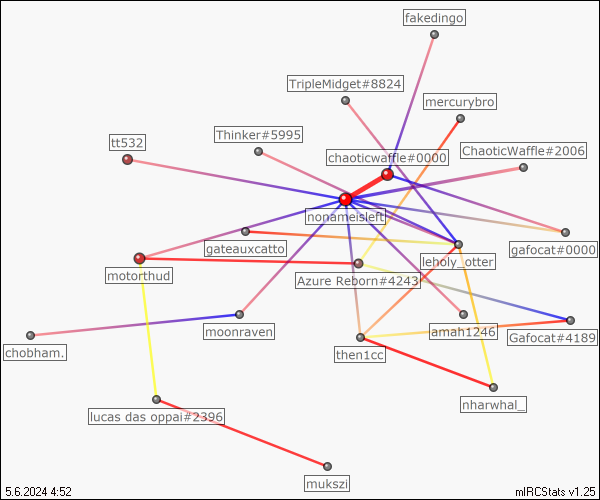 fakedingo
TripleMidget#8824
mercurybro
Thinker#5995
tt532
chaoticwaffle#0000
ChaoticWaffle#2006
nonameisleft
gateauxcatto
gafocat#0000
leholy_otter
motorthud
Azure Reborn#4243
moonraven
amah1246
Gafocat#4189
chobham.
then1cc
nharwhal_
lucas das oppai#2396
mukszi
5.6.2024 4:52
mIRCStats v1.25